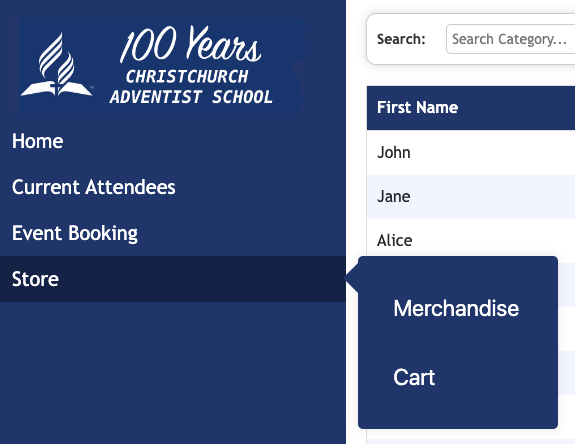 100 Years
CHRISTCHURCH
ADVENTIST SCHOOL
Home
Current Attendees
Event Booking
Store
Search:
Search Category...
First Name
John
Jane
Alice
Merchandise
Cart